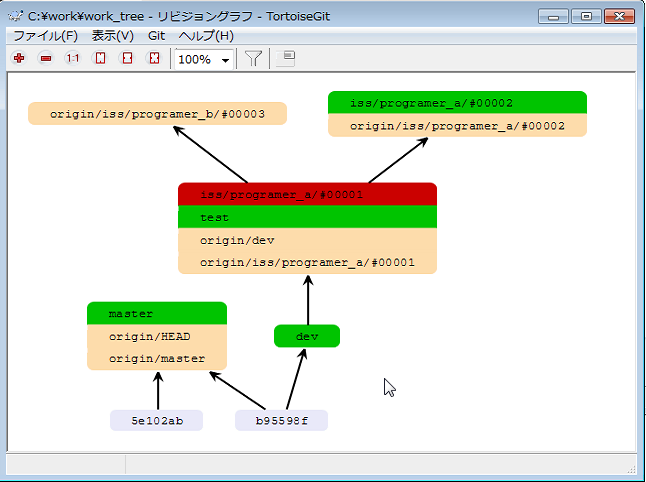 C:¥work¥work_tree - リビジョングラフ - TortoiseGit
ファイル(F) 表示(V) Git ヘルプ(H)
1:1 100%
origin/iss/programer_b/#00003
iss/programer_a/#00002
origin/iss/programer_a/#00002
iss/programer_a/#00001
test
origin/dev
origin/iss/programer_a/#00001
master
origin/HEAD
origin/master
dev
5e102ab
b95598f